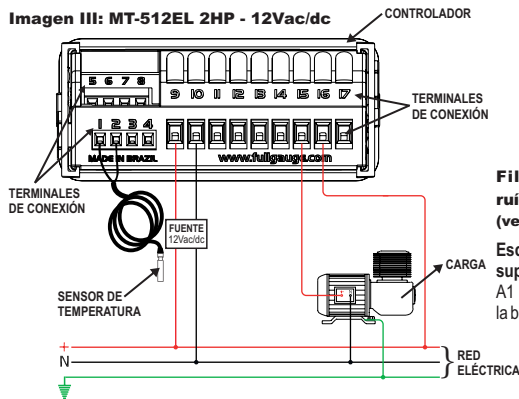 Imagen III: MT-512EL 2HP - 12Vac/dc
CONTROLADOR
5 6 7 8
9 10 11 12 13 14 15 16 17
TERMINALES
DE CONEXIÓN
1 2 3 4
MADE IN BRAZIL
www.fullgauge.com
TERMINALES
DE CONEXIÓN
FUENTE
12Vac/dc
SENSOR DE
TEMPERATURA
CARGA
+
N
RED
ELÉCTRICA
Fil
ruí
(ve
Esq
sup
A1
la b